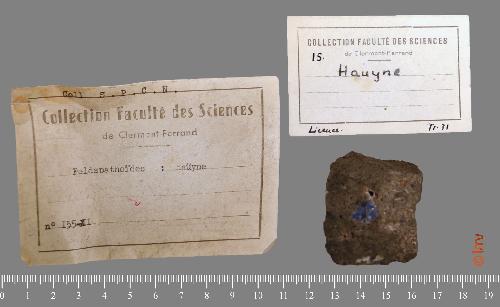 Coll S.P.C.N.
Collection Faculté des Sciences
de Clermont-Ferrand
Feldspathoïdes : Haüyne
n° 155-XI
COLLECTION FACULTÉ DES SCIENCES
de Clermont-Ferrand
15.
Hauyne
Licence.
Tr. 31
0 1 2 3 4 5 6 7 8 9 10 11 12 13 14 15 16 17 18 19